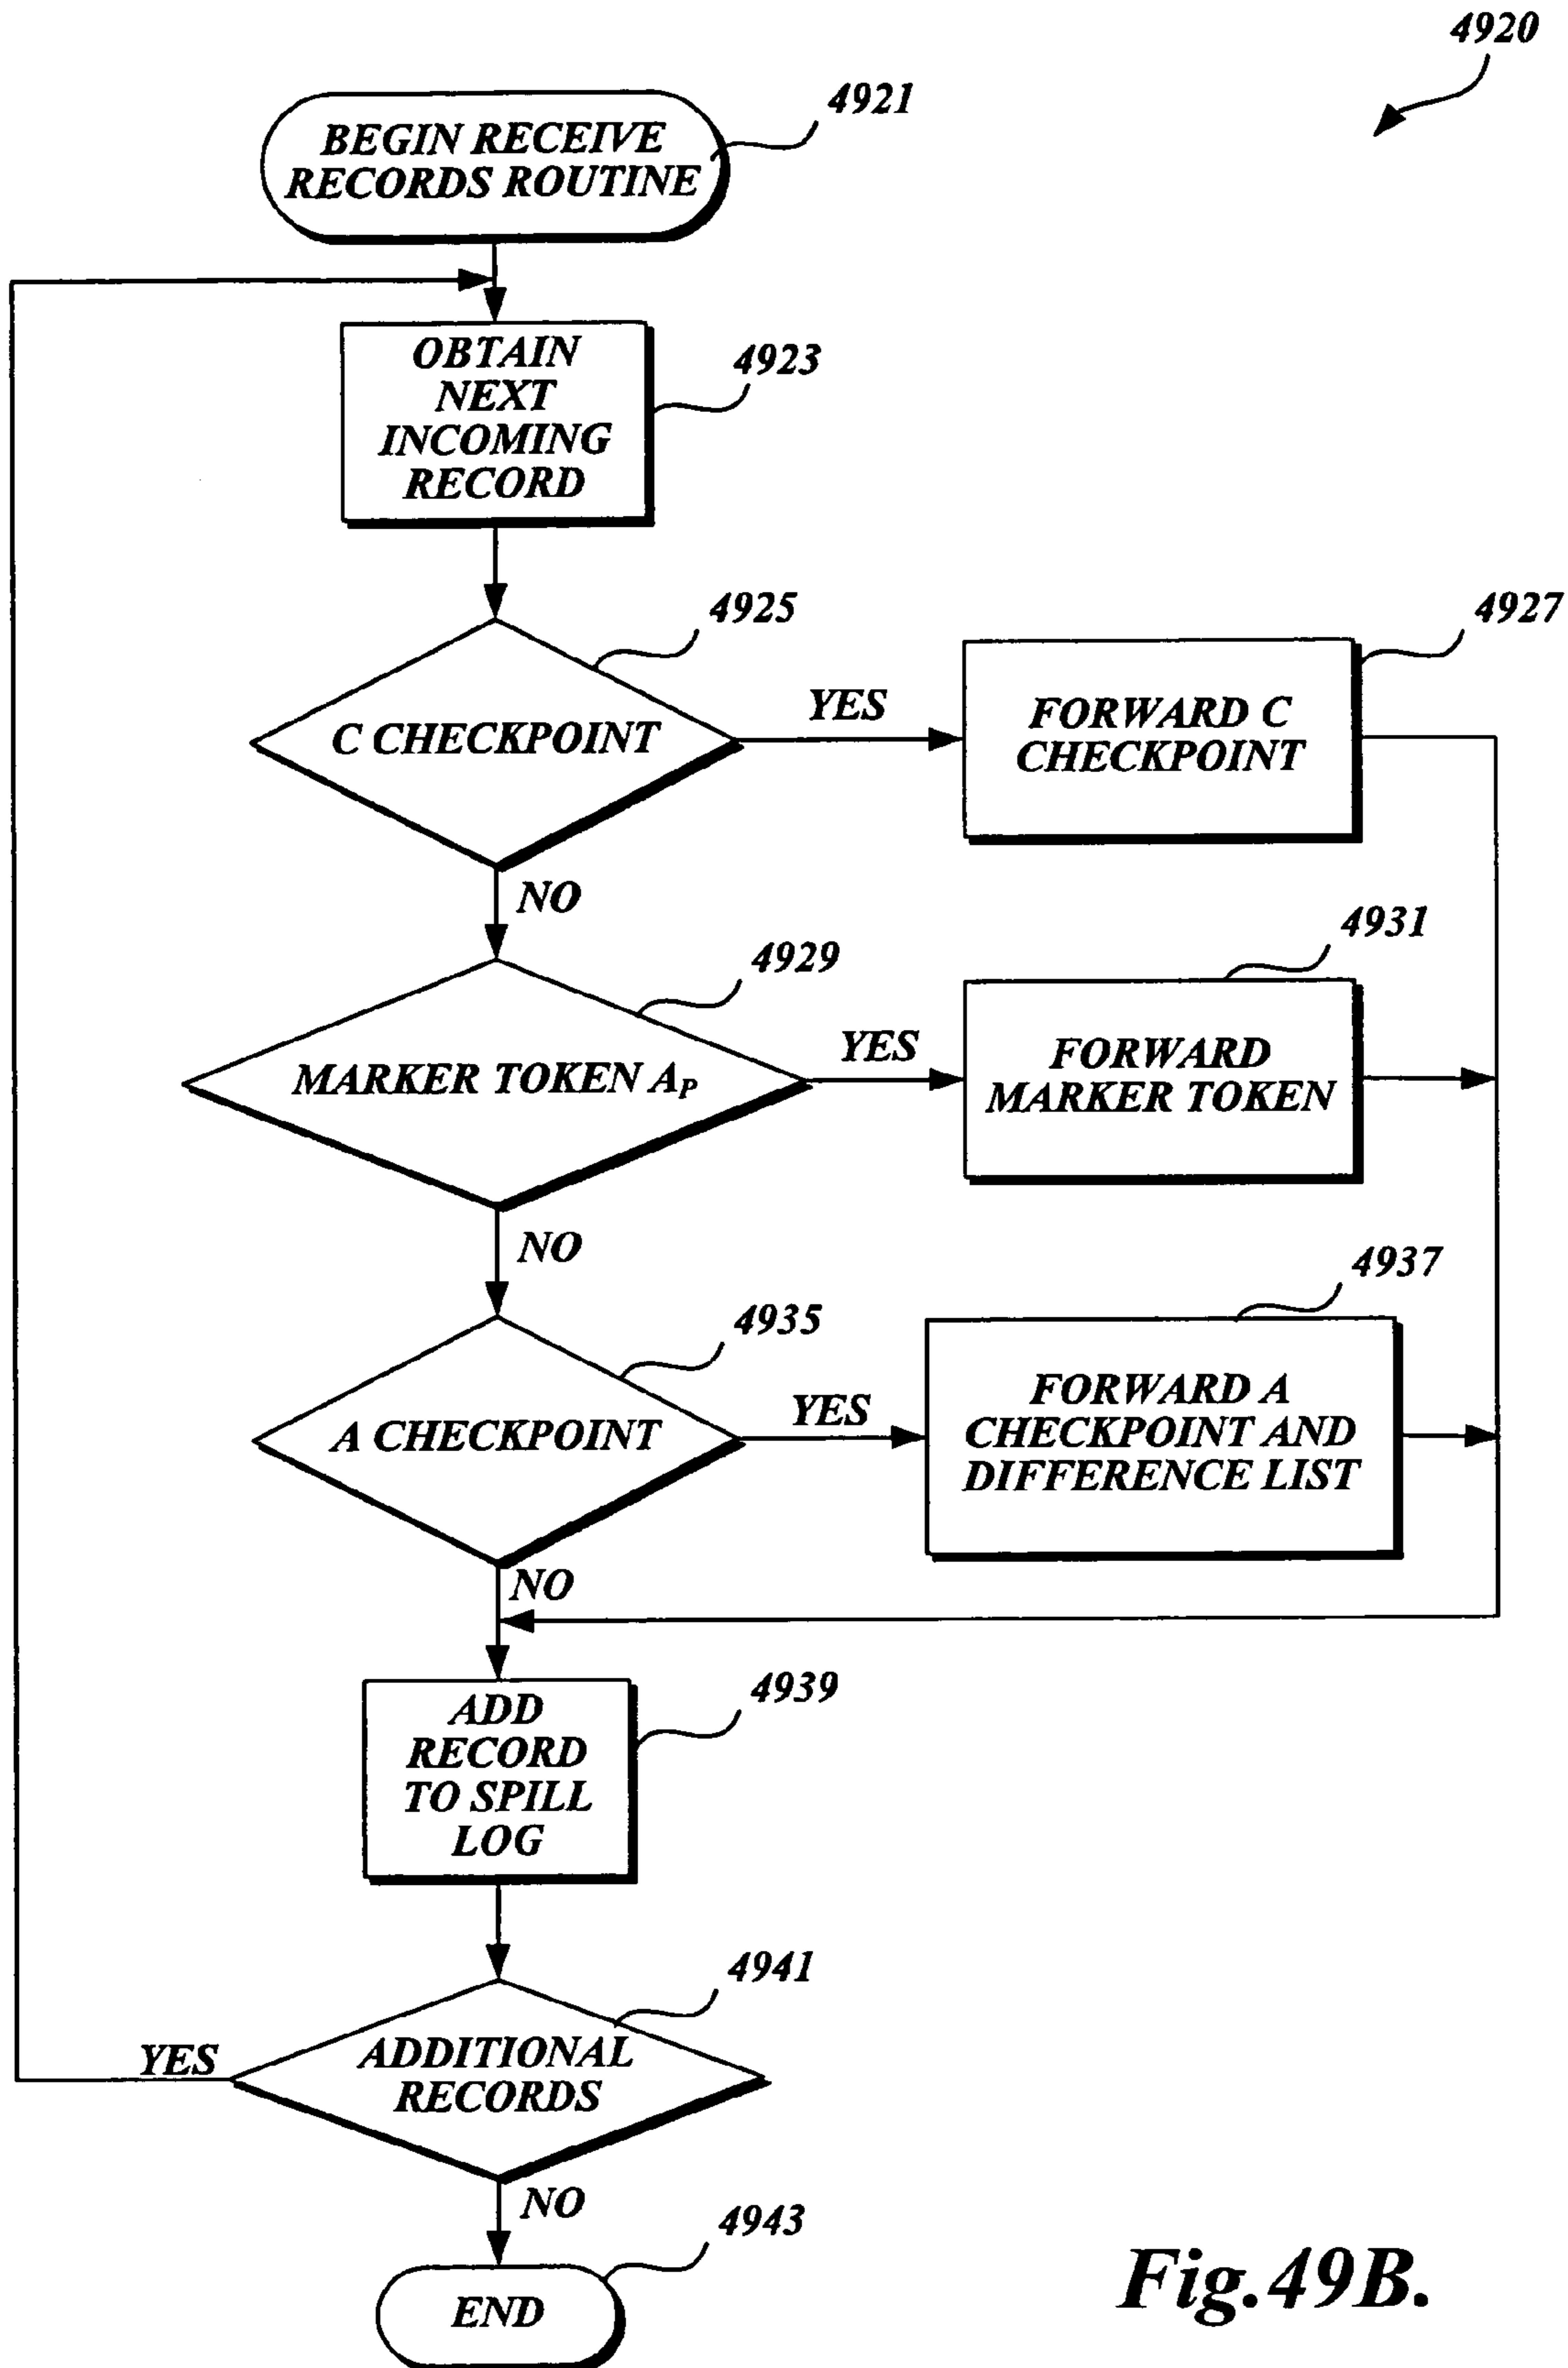 4920
4921
BEGIN RECEIVE
RECORDS ROUTINE
4923
OBTAIN
NEXT
INCOMING
RECORD
4925
4927
C CHECKPOINT
YES
FORWARD C
CHECKPOINT
NO
4929
4931
MARKER TOKEN AP
YES
FORWARD
MARKER TOKEN
NO
4935
4937
A CHECKPOINT
YES
FORWARD A
CHECKPOINT AND
DIFFERENCE LIST
NO
4939
ADD
RECORD
TO SPILL
LOG
4941
YES
ADDITIONAL
RECORDS
NO
4943
END
Fig.49B.